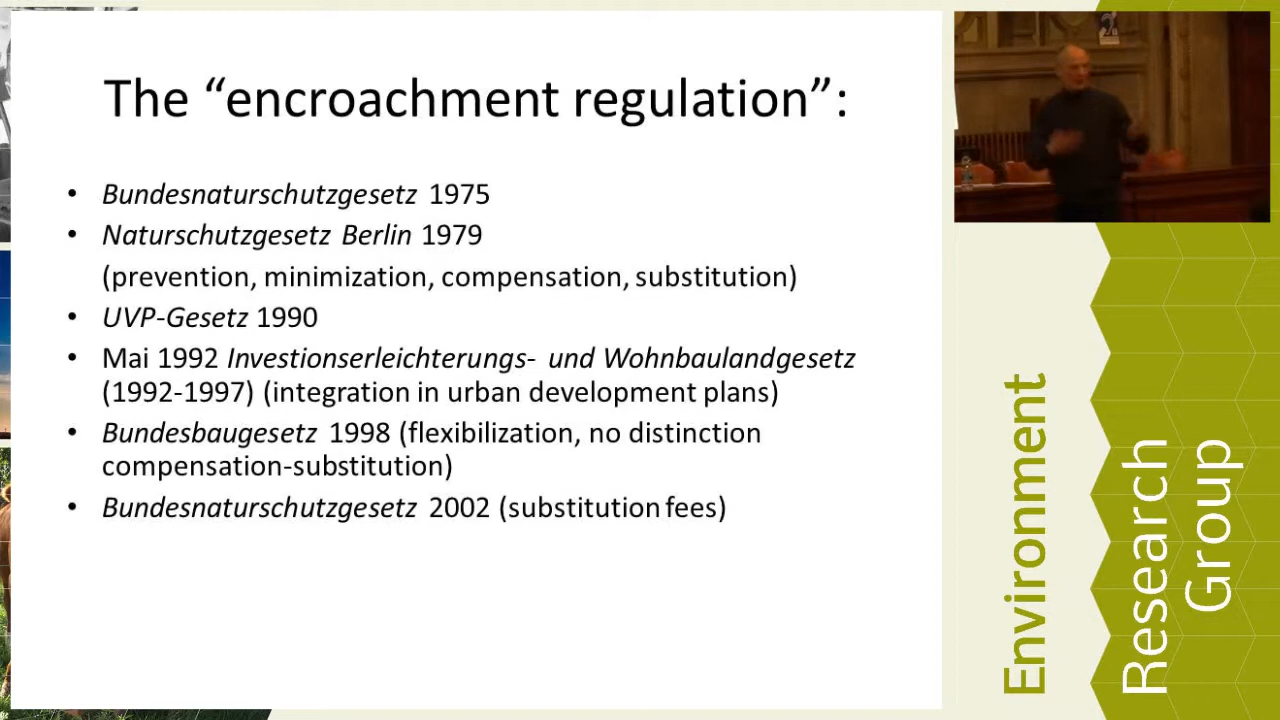 The “encroachment regulation”:
• Bundesnaturschutzgesetz 1975
• Naturschutzgesetz Berlin 1979
(prevention, minimization, compensation, substitution)
• UVP-Gesetz 1990
• Mai 1992 Investionserleichterungs- und Wohnbaulandgesetz
(1992-1997) (integration in urban development plans)
• Bundesbaugesetz 1998 (flexibilization, no distinction
compensation-substitution)
• Bundesnaturschutzgesetz 2002 (substitution fees)
Environment
Research
Group